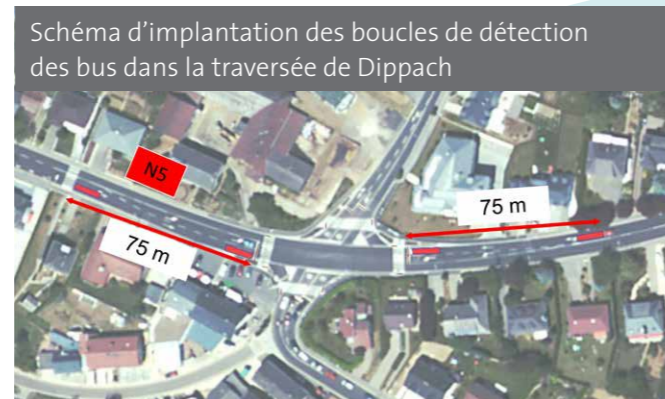 Schéma d’implantation des boucles de détection
des bus dans la traversée de Dippach
N5
75 m
75 m